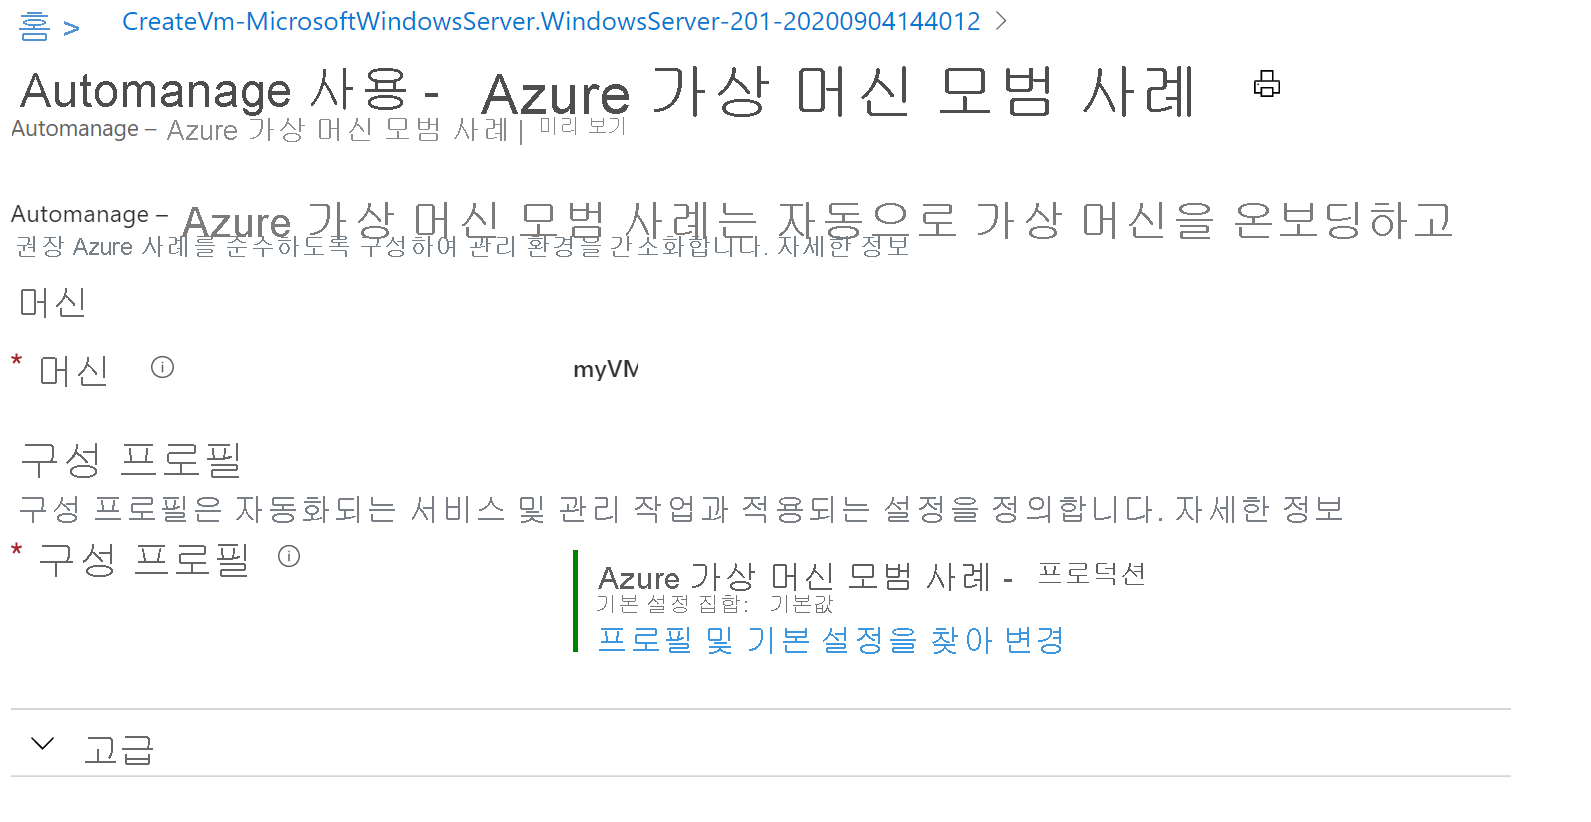 홈 > CreateVm-MicrosoftWindowsServer.WindowsServer-201-20200904144012 >
Automanage 사용 - Azure 가상 머신 모범 사례
Automanage – Azure 가상 머신 모범 사례 | 미리 보기
Automanage – Azure 가상 머신 모범 사례는 자동으로 가상 머신을 온보딩하고
권장 Azure 사례를 준수하도록 구성하여 관리 환경을 간소화합니다. 자세한 정보
머신
* 머신 myVM
구성 프로필
구성 프로필은 자동화되는 서비스 및 관리 작업과 적용되는 설정을 정의합니다. 자세한 정보
* 구성 프로필
Azure 가상 머신 모범 사례 - 프로덕션
기본 설정 집합: 기본값
프로필 및 기본 설정을 찾아 변경
고급